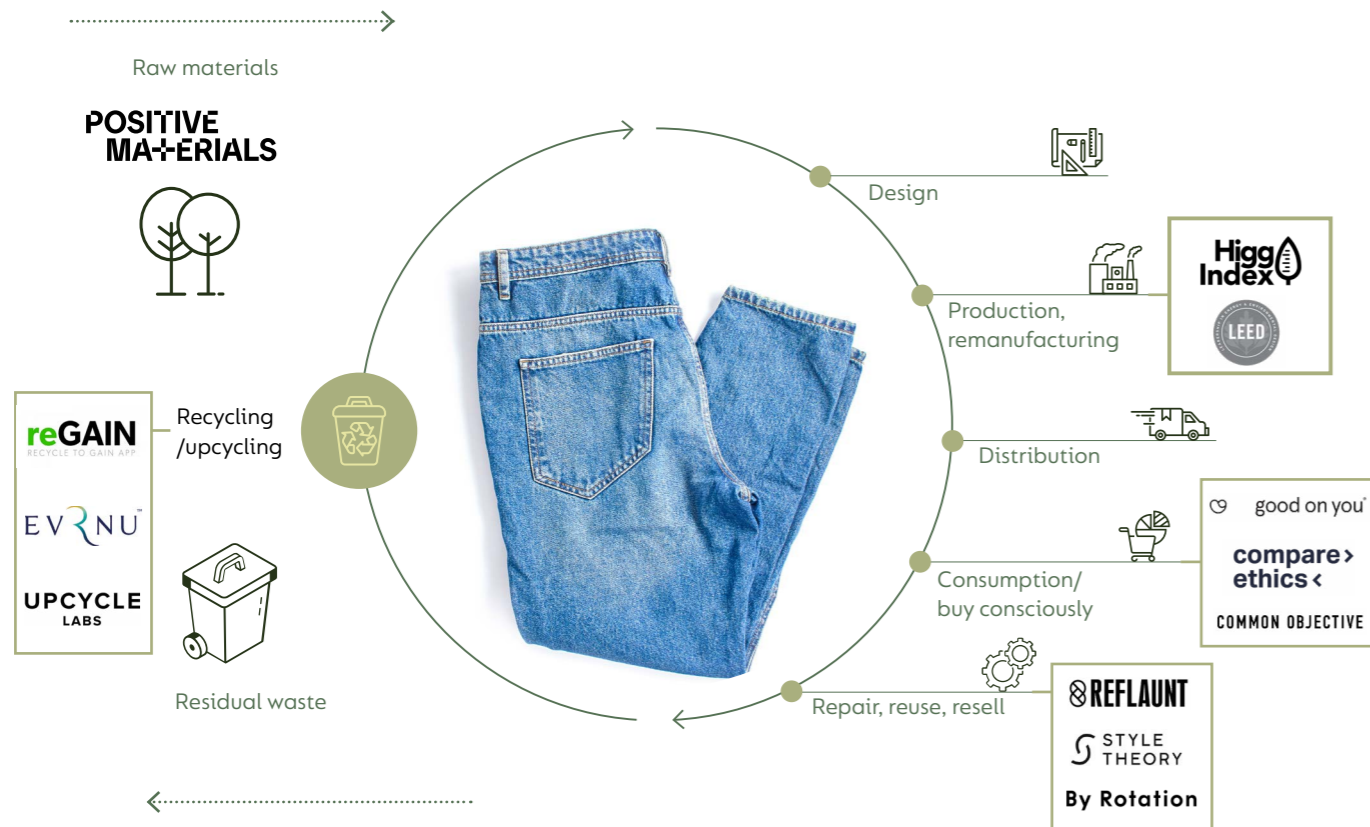 Raw materials
POSITIVE
MATERIALS
Design
Higg
Index
Production,
remanufacturing
LEED
reGAIN
RECYCLE TO GAIN APP
Recycling
/upcycling
Distribution
EVRNU™
good on you®
compare>
ethics<
COMMON OBJECTIVE
Consumption/
buy consciously
UPCYCLE
LABS
Residual waste
Repair, reuse, resell
REFLAUNT
STYLE
THEORY
By Rotation